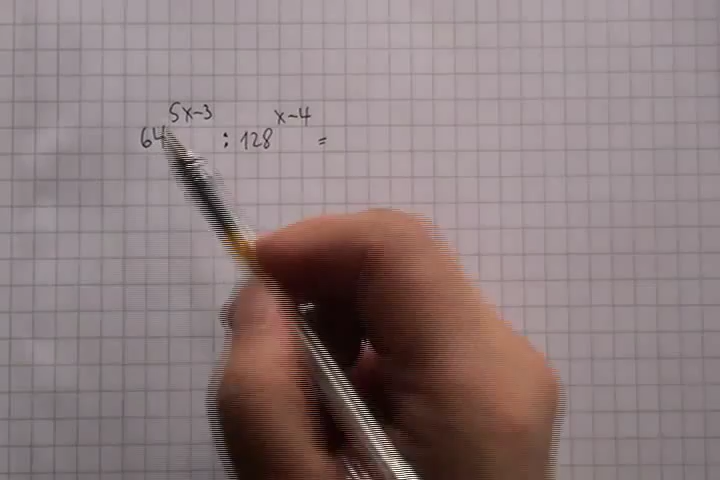 64^(5x-3) : 128^(x-4) =